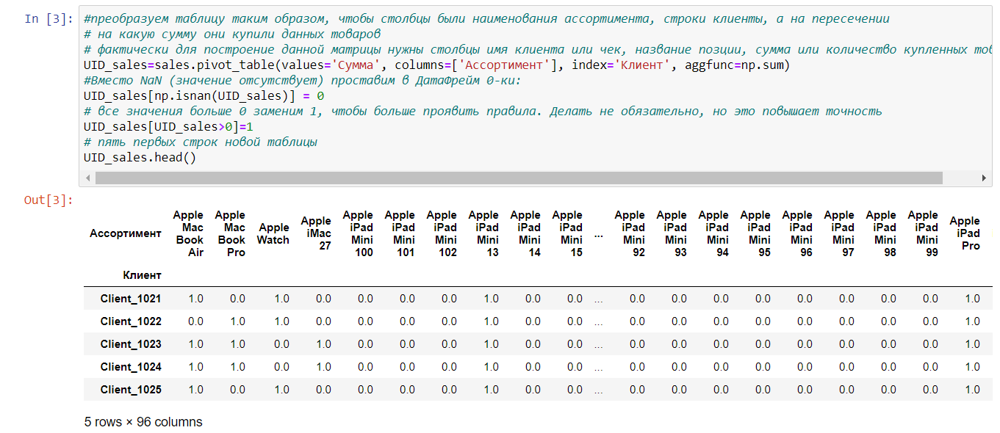 In [3]:
#преобразуем таблицу таким образом, чтобы столбцы были наименования ассортимента, строки клиенты, а на пересечении
# на какую сумму они купили данных товаров
# фактически для построение данной матрицы нужны столбцы имя клиента или чек, название позции, сумма или количество купленных тов
UID_sales=sales.pivot_table(values='Сумма', columns=['Ассортимент'], index='Клиент', aggfunc=np.sum)
#Вместо NaN (значение отсутствует) проставим в ДатаФрейм 0-ки:
UID_sales[np.isnan(UID_sales)] = 0
# все значения больше 0 заменим 1, чтобы больше проявить правила. Делать не обязательно, но это повышает точность
UID_sales[UID_sales>0]=1
# пять первых строк новой таблицы
UID_sales.head()
Out[3]:
Ассортимент Apple Mac Book Air Apple Mac Book Pro Apple Watch Apple iMac 27 Apple iPad Mini 100 Apple iPad Mini 101 Apple iPad Mini 102 Apple iPad Mini 13 Apple iPad Mini 14 Apple iPad Mini 15 ... Apple iPad Mini 92 Apple iPad Mini 93 Apple iPad Mini 94 Apple iPad Mini 95 Apple iPad Mini 96 Apple iPad Mini 97 Apple iPad Mini 98 Apple iPad Mini 99 Apple iPad Pro
Клиент
Client_1021 1.0 0.0 1.0 0.0 0.0 0.0 0.0 1.0 0.0 0.0 ... 0.0 0.0 0.0 0.0 0.0 0.0 0.0 0.0 1.0
Client_1022 0.0 1.0 1.0 0.0 0.0 0.0 0.0 1.0 0.0 0.0 ... 0.0 0.0 0.0 0.0 0.0 0.0 0.0 0.0 1.0
Client_1023 1.0 1.0 0.0 1.0 0.0 0.0 0.0 1.0 0.0 0.0 ... 0.0 0.0 0.0 0.0 0.0 0.0 0.0 0.0 1.0
Client_1024 1.0 1.0 0.0 1.0 0.0 0.0 0.0 1.0 0.0 0.0 ... 0.0 0.0 0.0 0.0 0.0 0.0 0.0 0.0 1.0
Client_1025 1.0 0.0 1.0 0.0 0.0 0.0 0.0 1.0 0.0 0.0 ... 0.0 0.0 0.0 0.0 0.0 0.0 0.0 0.0 1.0
5 rows × 96 columns